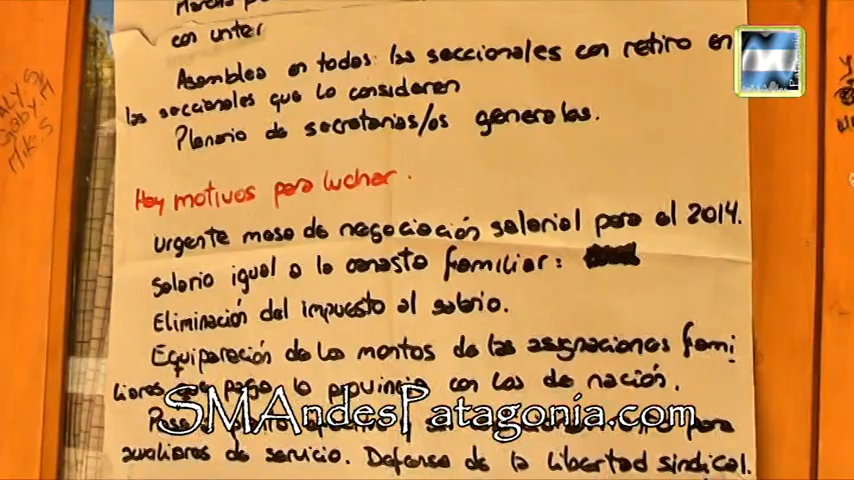 con unter
Asamblea en todas las seccionales con retiro en
las seccionales que lo consideren
Plenario de secretarias/os generales.
Hay motivos para luchar.
Urgente mesa de negociación salarial para el 2014.
Salario igual a la canasta familiar:
Eliminación del impuesto al salario.
Equiparación de los montos de las asignaciones fami
liares que paga la provincia con las de nación.
SMAndesPatagonia.com
para
auxiliares de servicio. Defensa de la libertad sindical.